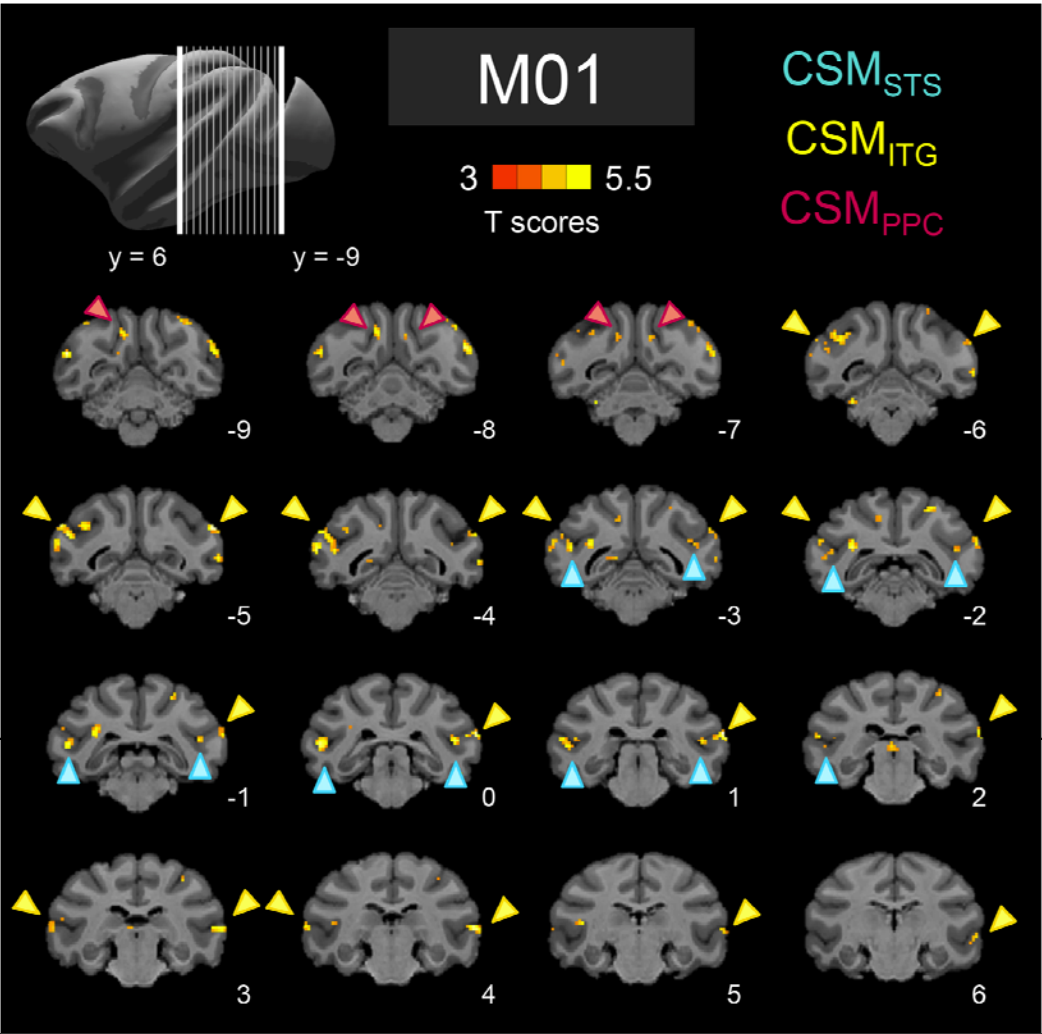 M01
CSM_STS
CSM_ITG
CSM_PPC
3 5.5
T scores
y = 6 y = -9
-9 -8 -7 -6
-5 -4 -3 -2
-1 0 1 2
3 4 5 6